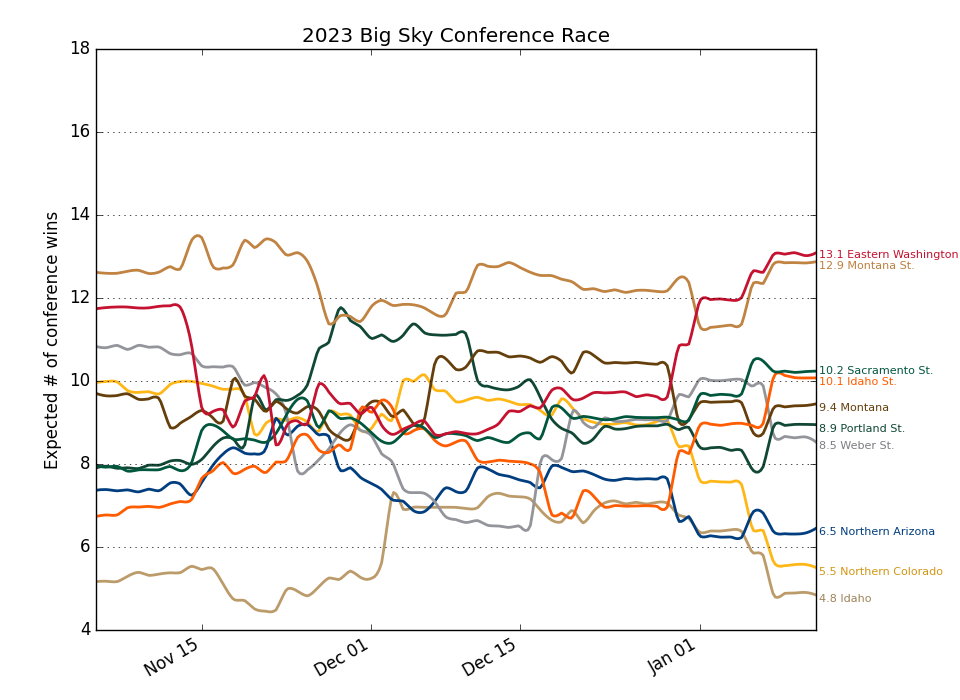 2023 Big Sky Conference Race
Expected # of conference wins
18
16
14
12
10
8
6
4
Nov 15
Dec 01
Dec 15
Jan 01
13.1 Eastern Washington
12.9 Montana St.
10.2 Sacramento St.
10.1 Idaho St.
9.4 Montana
8.9 Portland St.
8.5 Weber St.
6.5 Northern Arizona
5.5 Northern Colorado
4.8 Idaho